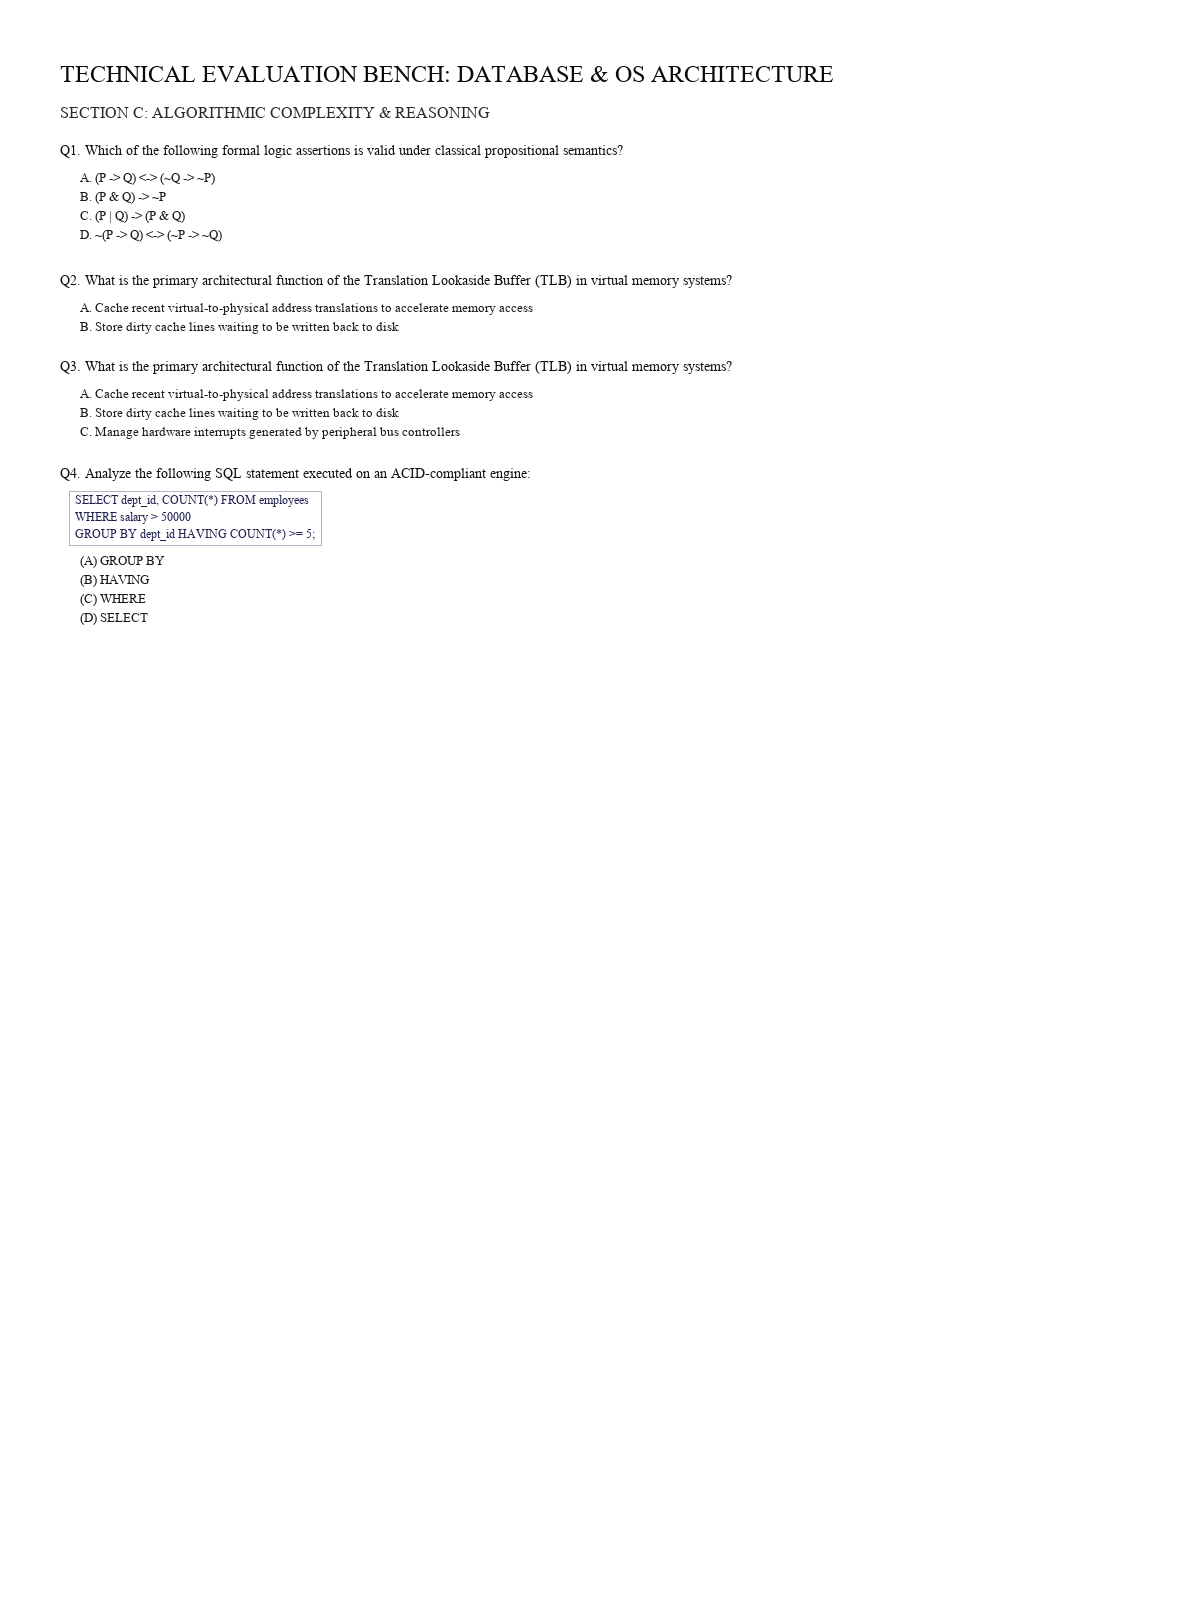 TECHNICAL EVALUATION BENCH: DATABASE & OS ARCHITECTURE
SECTION C: ALGORITHMIC COMPLEXITY & REASONING
Q1. Which of the following formal logic assertions is valid under classical propositional semantics?
A. (P -> Q) <-> (~Q -> ~P)
B. (P & Q) -> ~P
C. (P | Q) -> (P & Q)
D. ~(P -> Q) <-> (~P -> ~Q)
Q2. What is the primary architectural function of the Translation Lookaside Buffer (TLB) in virtual memory systems?
A. Cache recent virtual-to-physical address translations to accelerate memory access
B. Store dirty cache lines waiting to be written back to disk
Q3. What is the primary architectural function of the Translation Lookaside Buffer (TLB) in virtual memory systems?
A. Cache recent virtual-to-physical address translations to accelerate memory access
B. Store dirty cache lines waiting to be written back to disk
C. Manage hardware interrupts generated by peripheral bus controllers
Q4. Analyze the following SQL statement executed on an ACID-compliant engine:
SELECT dept_id, COUNT(*) FROM employees
WHERE salary > 50000
GROUP BY dept_id HAVING COUNT(*) >= 5;
(A) GROUP BY
(B) HAVING
(C) WHERE
(D) SELECT